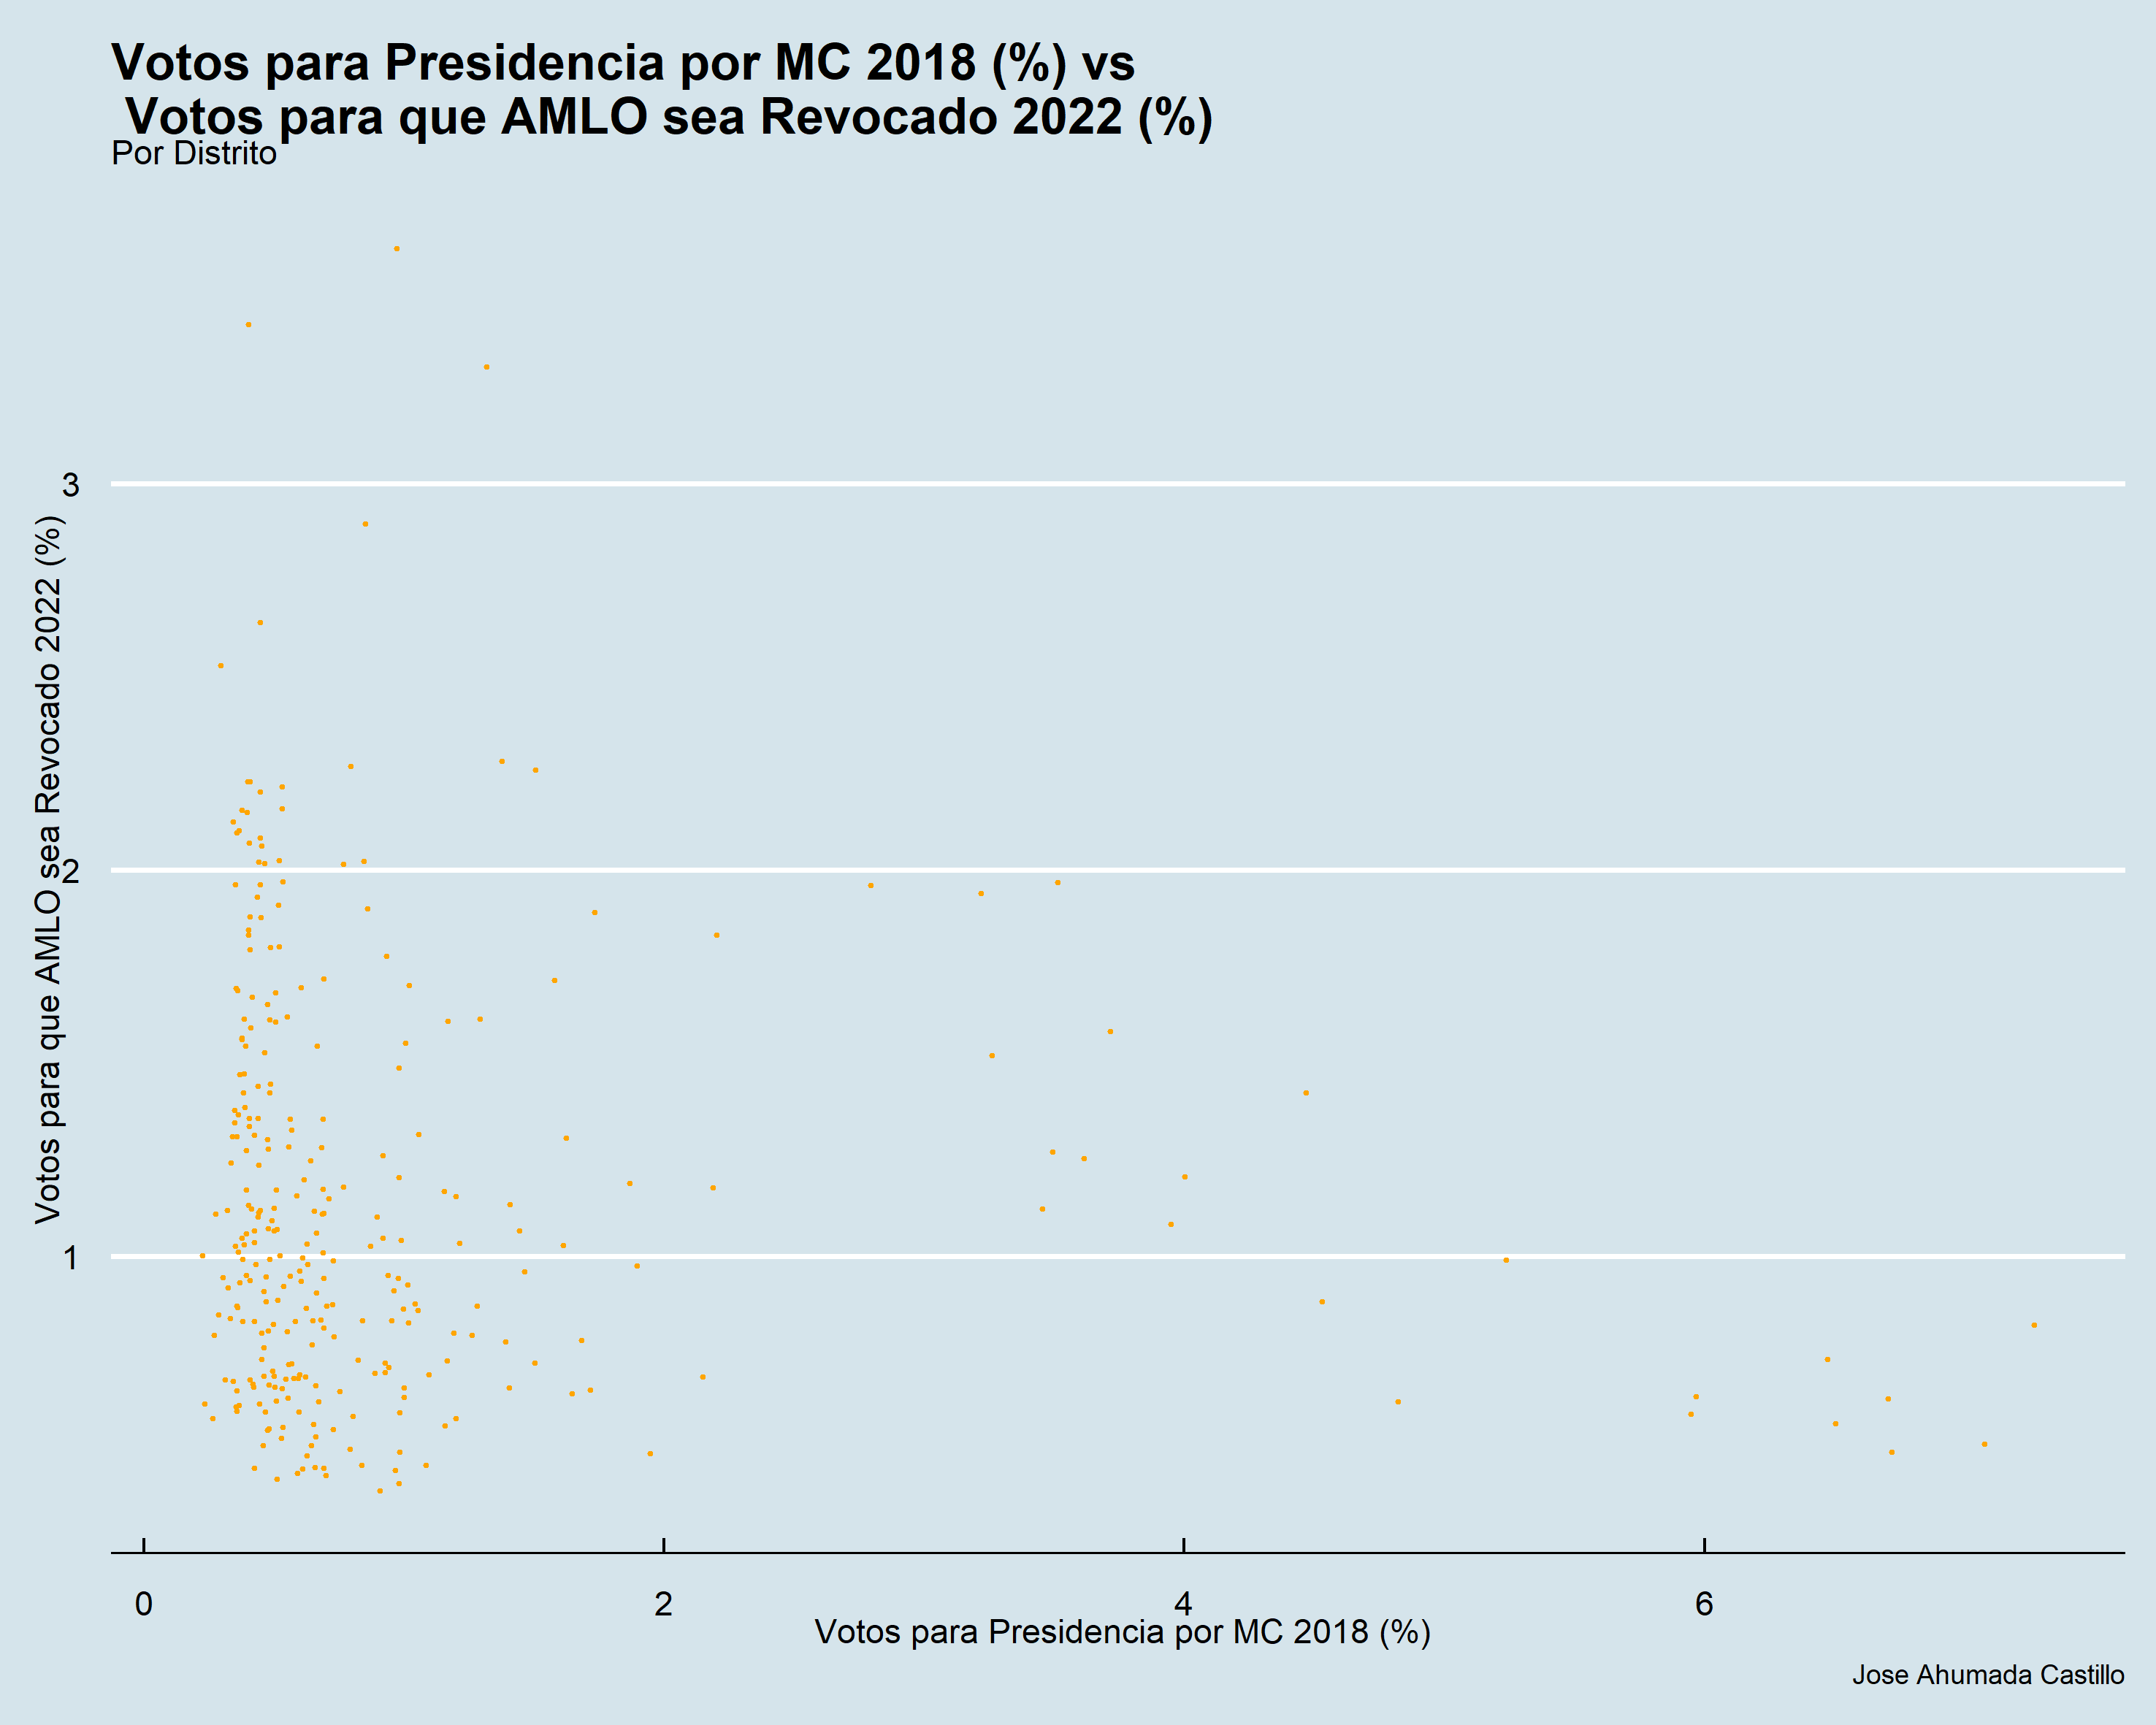 Votos para Presidencia por MC 2018 (%) vs
Votos para que AMLO sea Revocado 2022 (%)
Por Distrito
Votos para que AMLO sea Revocado 2022 (%)
3
2
1
0 2 4 6
Votos para Presidencia por MC 2018 (%)
Jose Ahumada Castillo